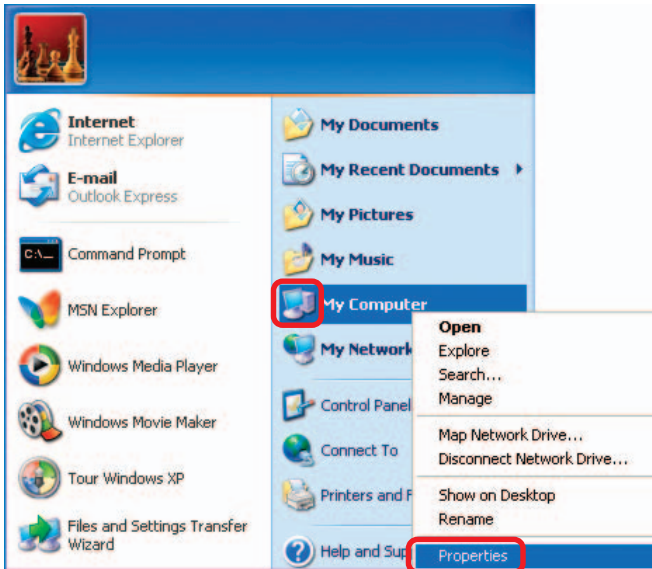 Internet
Internet Explorer
E-mail
Outlook Express
C:\_
Command Prompt
MSN Explorer
Windows Media Player
Windows Movie Maker
Tour Windows XP
Files and Settings Transfer
Wizard
My Documents
My Recent Documents
My Pictures
My Music
My Computer
My Network
Control Panel
Connect To
Printers and F
Help and Sup
Open
Explore
Search...
Manage
Map Network Drive...
Disconnect Network Drive...
Show on Desktop
Rename
Properties